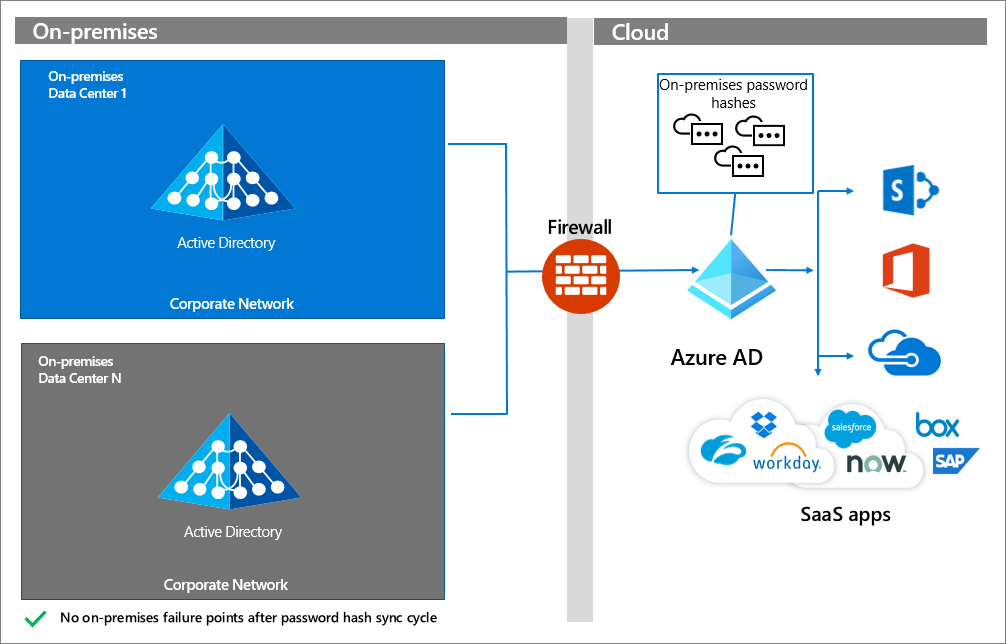 On-premises
Cloud
On-premises
Data Center 1
Active Directory
Corporate Network
On-premises
Data Center N
Active Directory
Corporate Network
No on-premises failure points after password hash sync cycle
Firewall
On-premises password
hashes
Azure AD
S
salesforce
workday.
now
box
SAP
SaaS apps